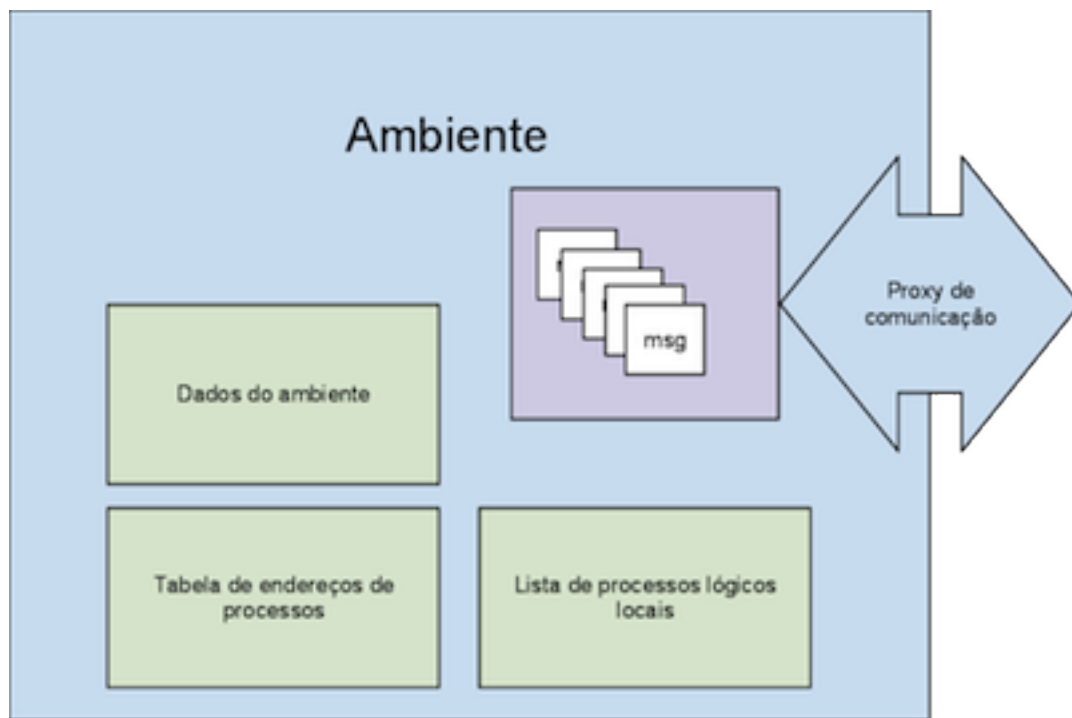 Ambiente
msg
Proxy de
comunicação
Dados do ambiente
Tabela de endereços de
processos
Lista de processos lógicos
locais